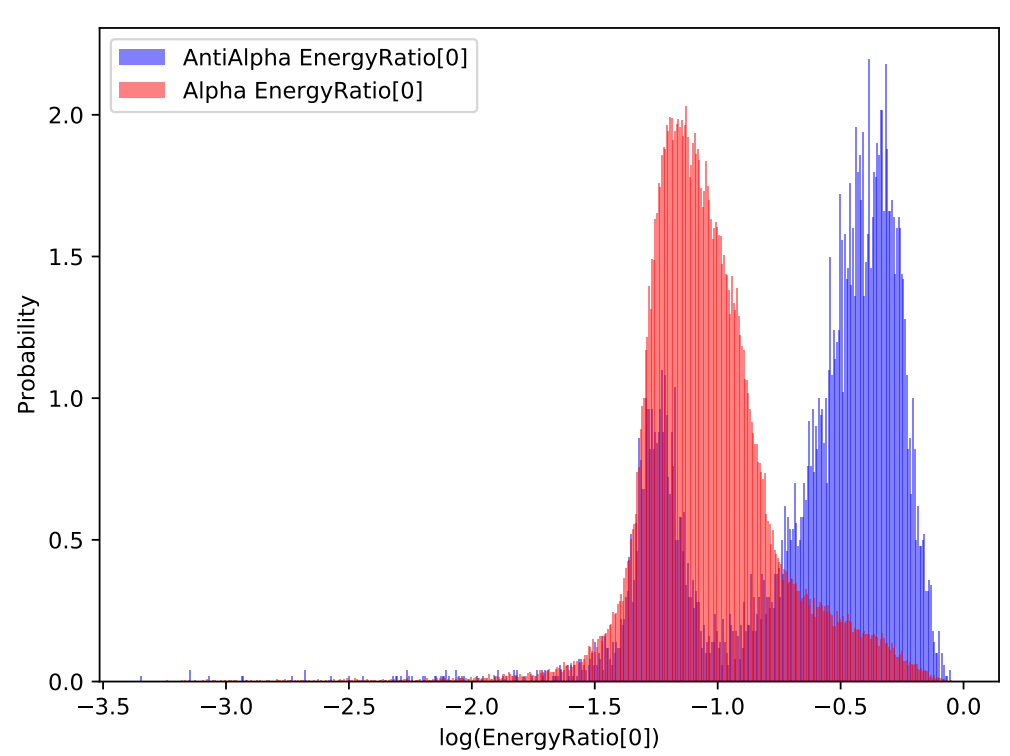 AntiAlpha EnergyRatio[0]
Alpha EnergyRatio[0]
Probability
2.0
1.5
1.0
0.5
0.0
−3.5 −3.0 −2.5 −2.0 −1.5 −1.0 −0.5 0.0
log(EnergyRatio[0])